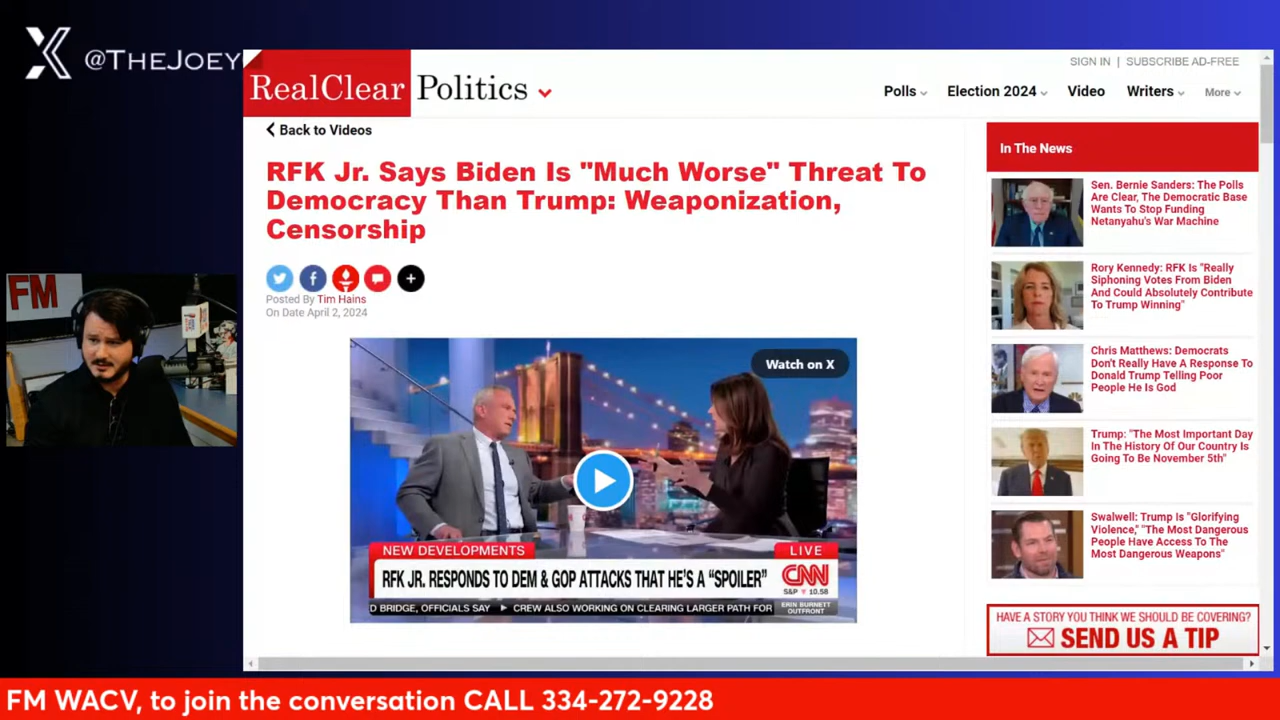 X @THEJOEY
RealClear Politics
SIGN IN | SUBSCRIBE AD-FREE
Polls Election 2024 Video Writers More
Back to Videos
RFK Jr. Says Biden Is "Much Worse" Threat To
Democracy Than Trump: Weaponization,
Censorship
Posted By Tim Hains
On Date April 2, 2024
Watch on X
NEW DEVELOPMENTS
LIVE
RFK JR. RESPONDS TO DEM & GOP ATTACKS THAT HE'S A "SPOILER"
CNN
S&P ▼ 10.58
D BRIDGE, OFFICIALS SAY ▶ CREW ALSO WORKING ON CLEARING LARGER PATH FOR
ERIN BURNETT
OUTFRONT
In The News
Sen. Bernie Sanders: The Polls
Are Clear, The Democratic Base
Wants To Stop Funding
Netanyahu's War Machine
Rory Kennedy: RFK Is "Really
Siphoning Votes From Biden
And Could Absolutely Contribute
To Trump Winning"
Chris Matthews: Democrats
Don't Really Have A Response To
Donald Trump Telling Poor
People He Is God
Trump: "The Most Important Day
In The History Of Our Country Is
Going To Be November 5th"
Swalwell: Trump Is "Glorifying
Violence," "The Most Dangerous
People Have Access To The
Most Dangerous Weapons"
HAVE A STORY YOU THINK WE SHOULD BE COVERING?
SEND US A TIP
FM
FM WACV, to join the conversation CALL 334-272-9228